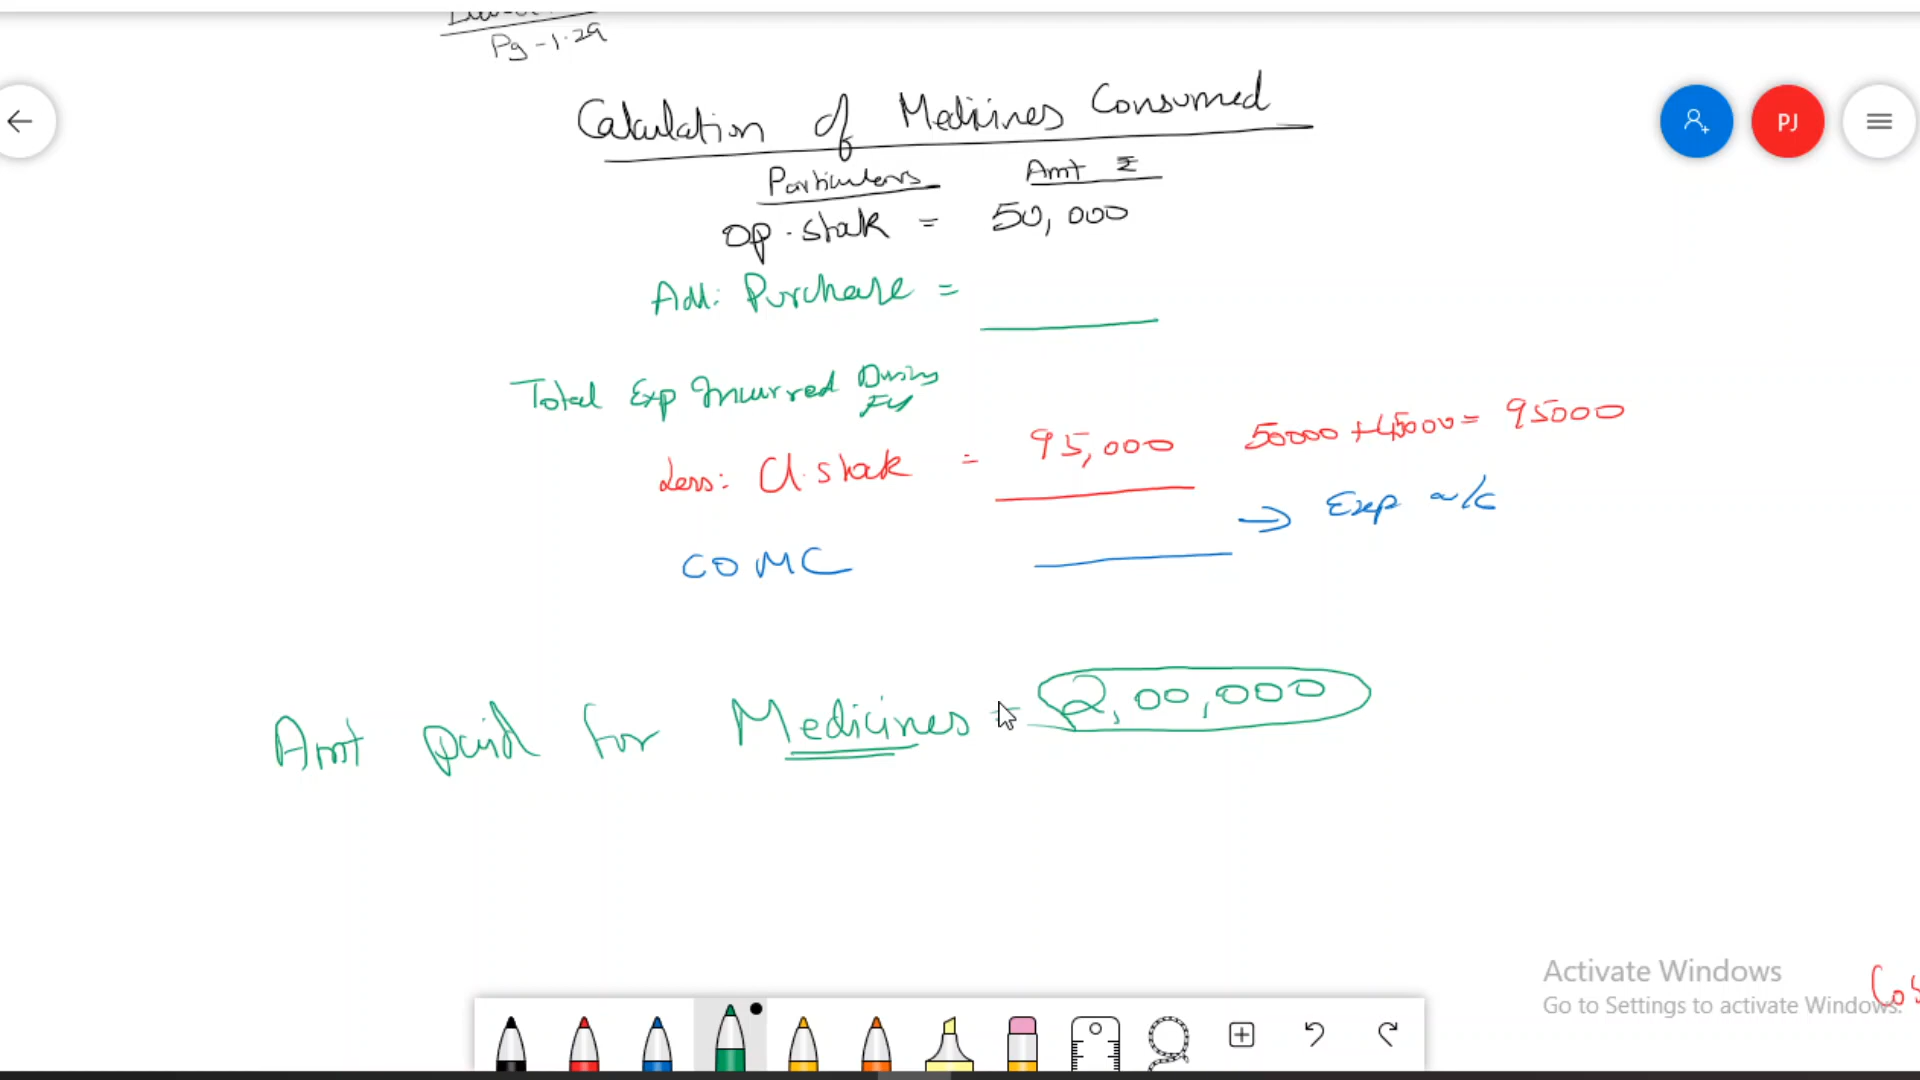 Pg-1.29
Calculation of Medicines Consumed
Particulars Amt ₹
Op. stock = 50,000
Add: Purchase =
Total Exp Incurred During FY
Less: Cl. stock = 95,000 50000 + 45000 = 95000
COMC → Exp a/c
Amt paid for Medicines = 2,00,000
PJ
Activate Windows
Go to Settings to activate Windows.